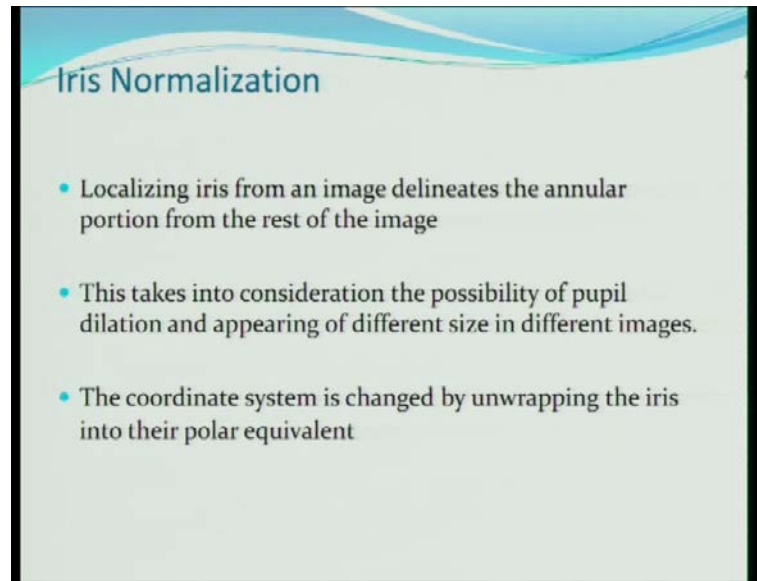 Iris Normalization
• Localizing iris from an image delineates the annular
portion from the rest of the image
• This takes into consideration the possibility of pupil
dilation and appearing of different size in different images.
• The coordinate system is changed by unwrapping the iris
into their polar equivalent